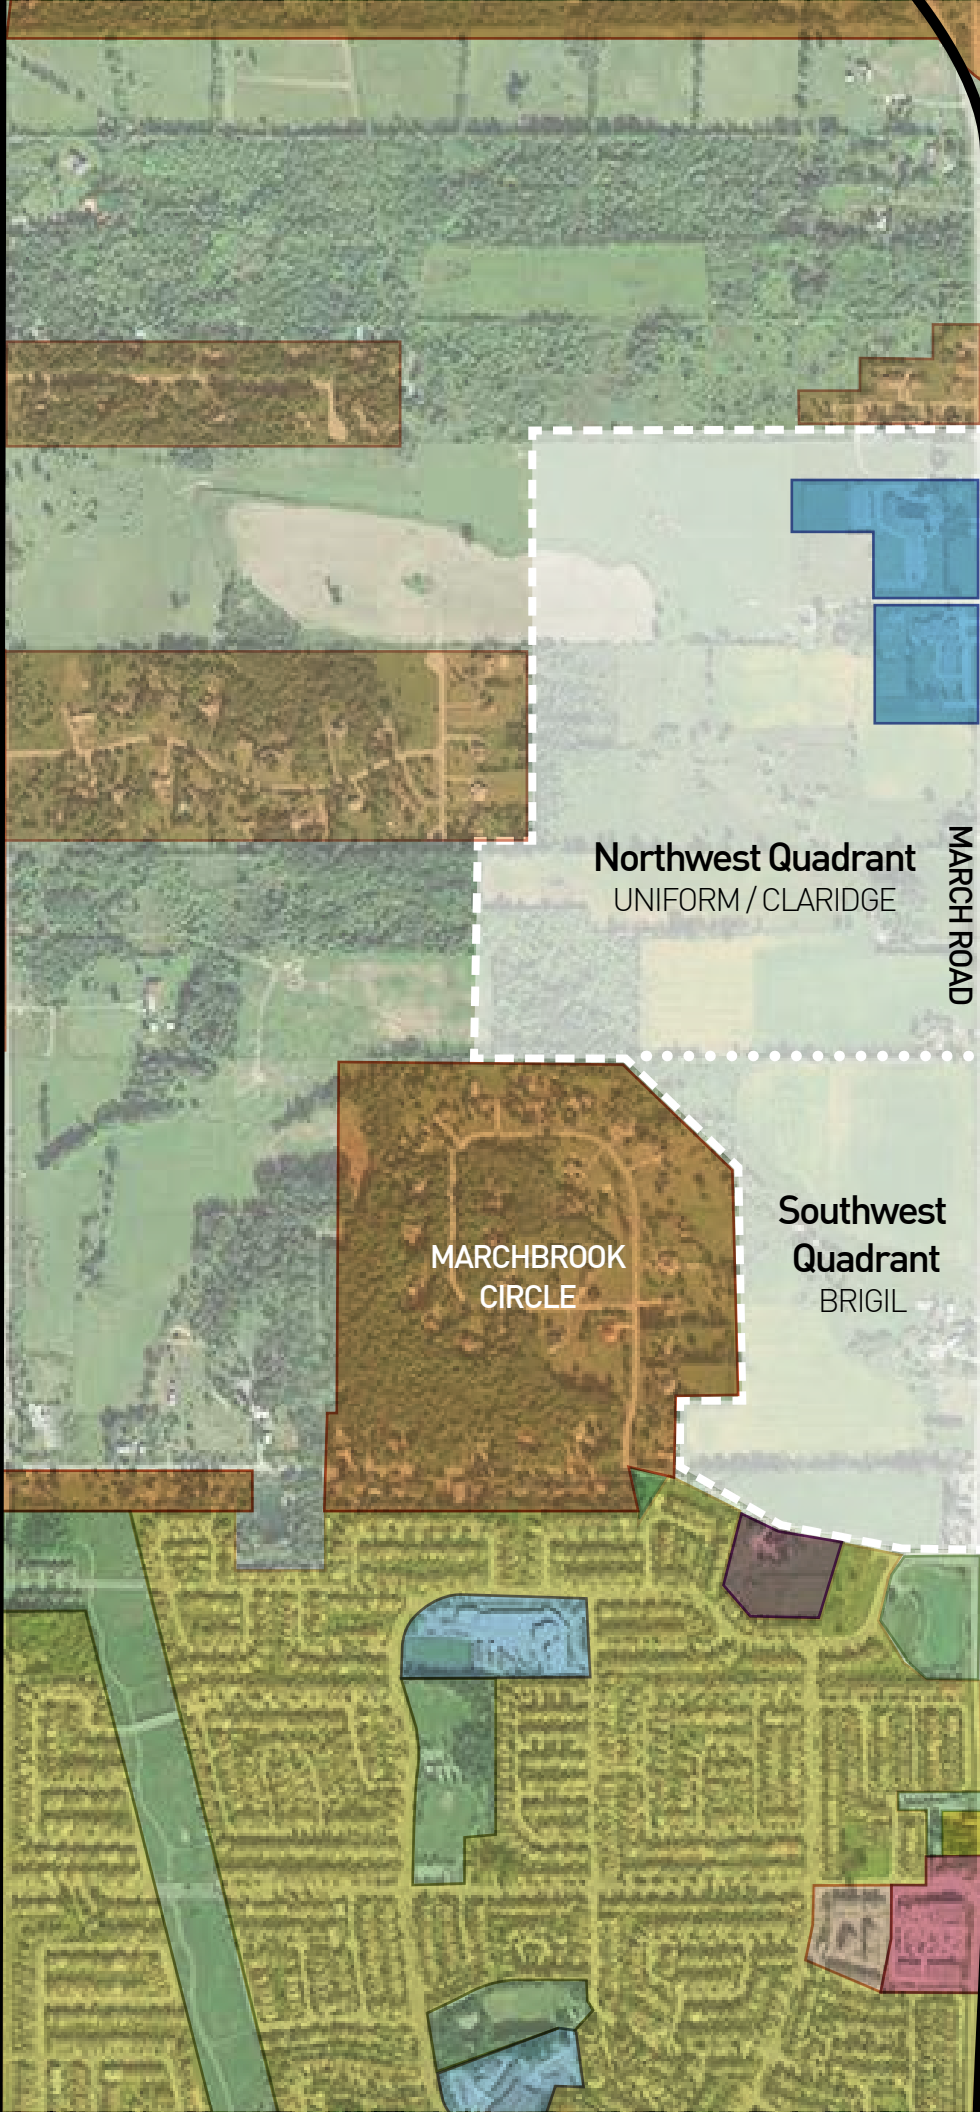 Northwest Quadrant
UNIFORM / CLARIDGE
MARCH ROAD
Southwest
Quadrant
BRIGIL
MARCHBROOK
CIRCLE